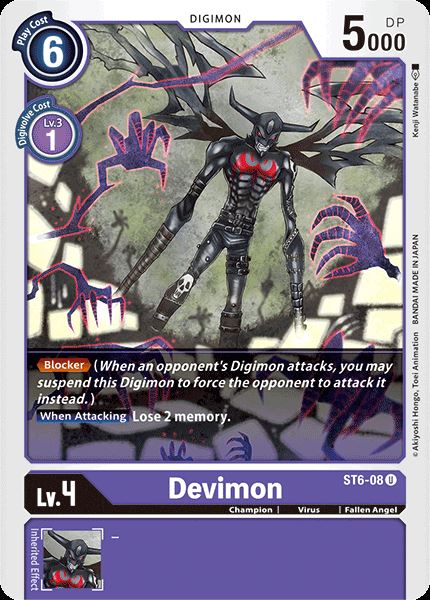 Play Cost
6
DIGIMON
DP
5000
Digivolve Cost
Lv.3
1
Kenji Watanabe
© Akiyoshi Hongo, Toei Animation BANDAI MADE IN JAPAN
Blocker (When an opponent's Digimon attacks, you may
suspend this Digimon to force the opponent to attack it
instead.)
When Attacking Lose 2 memory.
ST6-08 U
Lv.4
Devimon
Champion | Virus | Fallen Angel
Inherited Effect
–